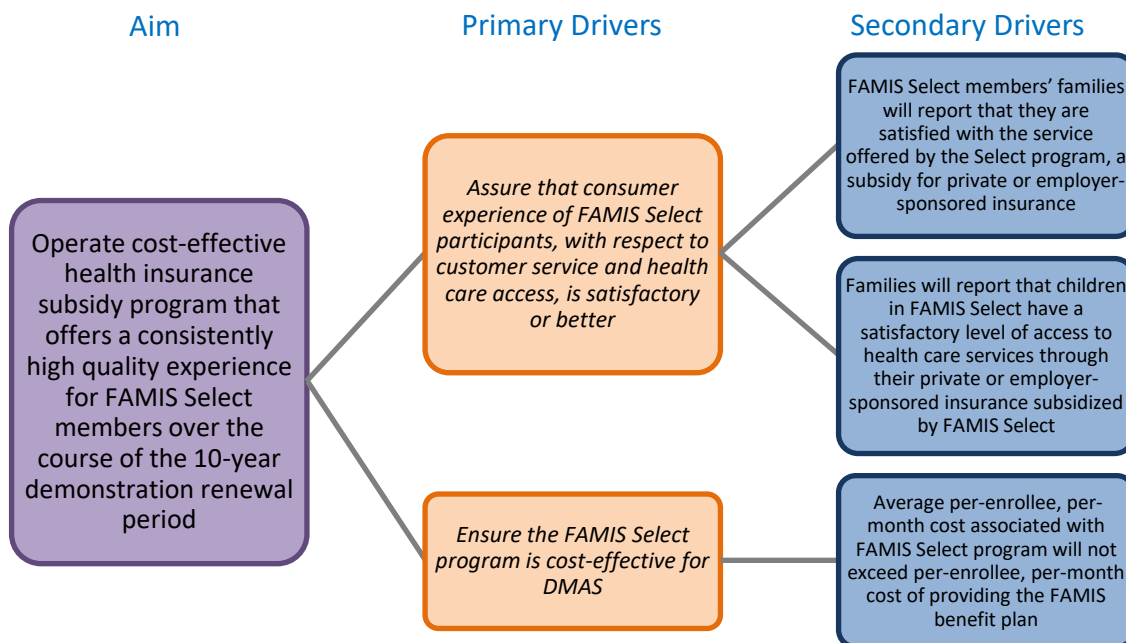 Aim
Primary Drivers
Secondary Drivers
Operate cost-effective
health insurance
subsidy program that
offers a consistently
high quality experience
for FAMIS Select
members over the
course of the 10-year
demonstration renewal
period
Assure that consumer
experience of FAMIS Select
participants, with respect to
customer service and health
care access, is satisfactory
or better
Ensure the FAMIS Select
program is cost-effective for
DMAS
FAMIS Select members’ families
will report that they are
satisfied with the service
offered by the Select program, a
subsidy for private or employer-
sponsored insurance
Families will report that children
in FAMIS Select have a
satisfactory level of access to
health care services through
their private or employer-
sponsored insurance subsidized
by FAMIS Select
Average per-enrollee, per-
month cost associated with
FAMIS Select program will not
exceed per-enrollee, per-month
cost of providing the FAMIS
benefit plan